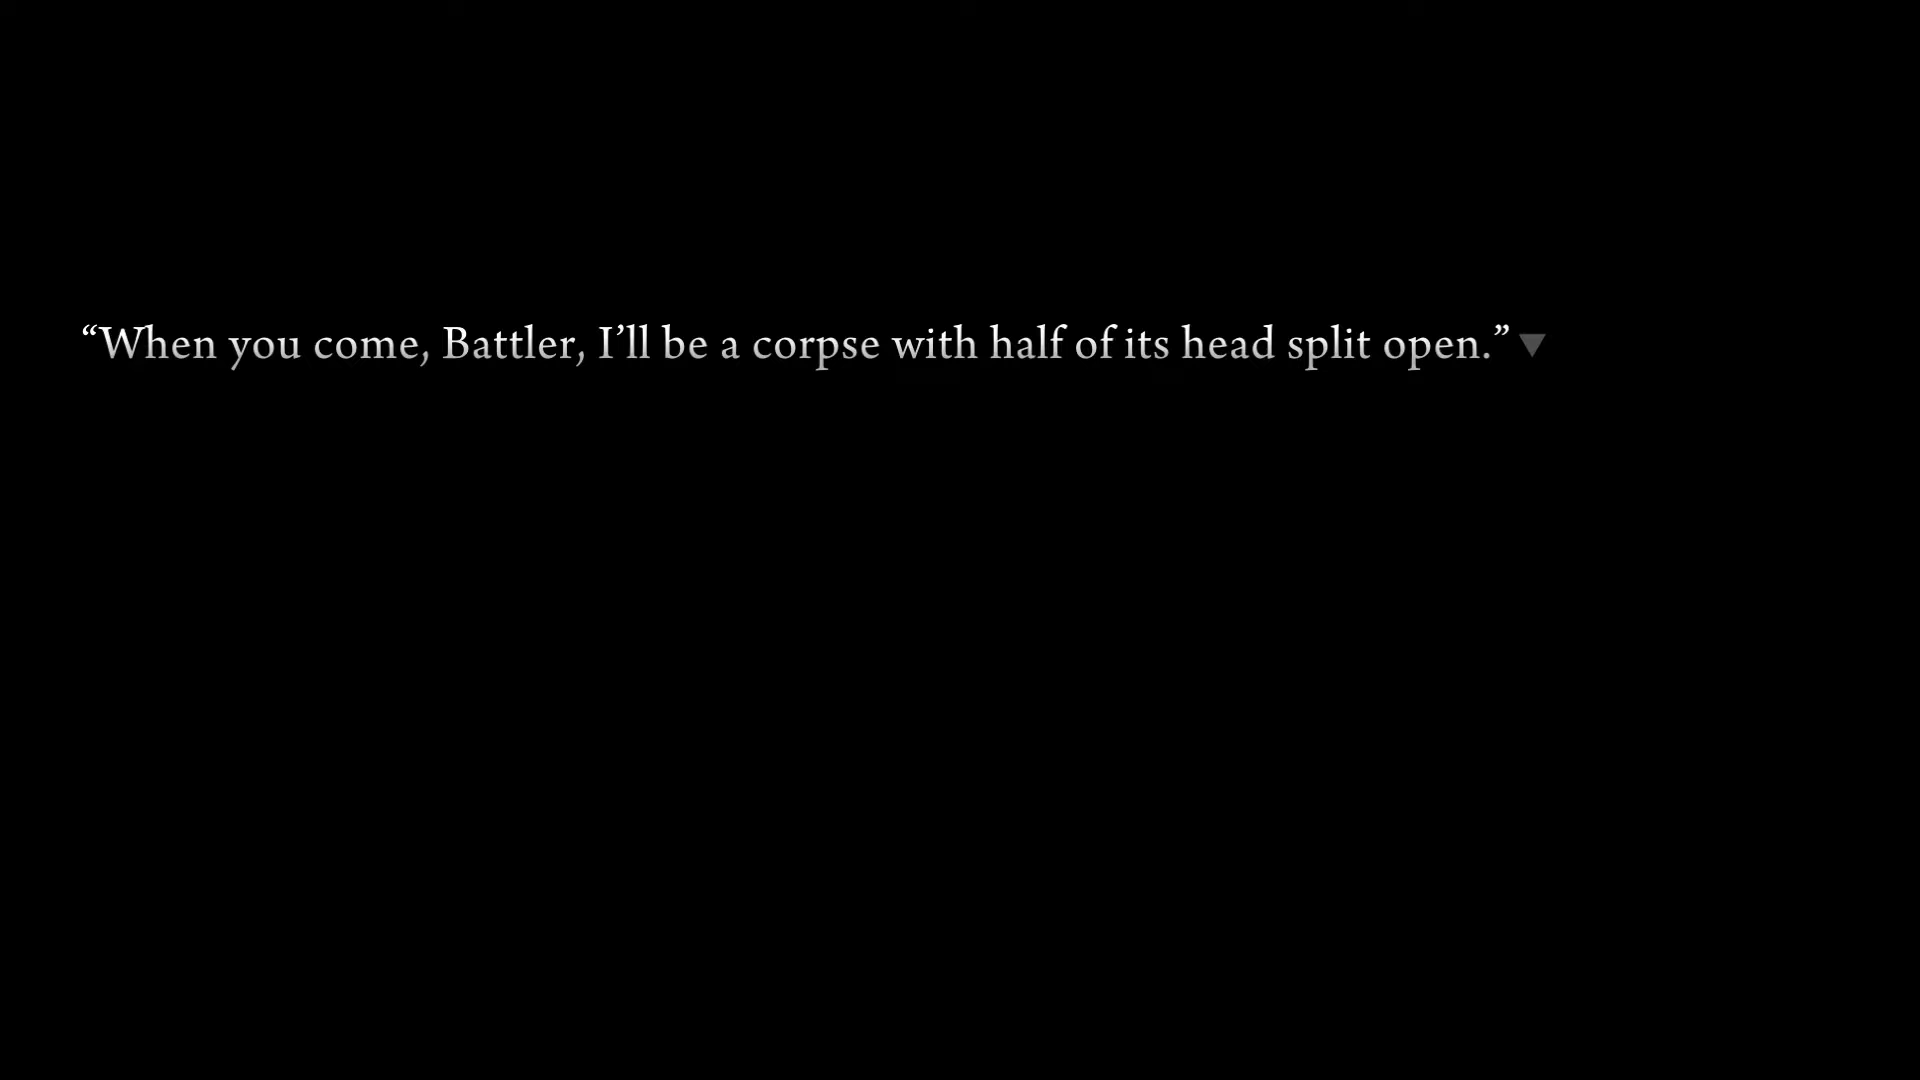 “When you come, Battler, I’ll be a corpse with half of its head split open.”